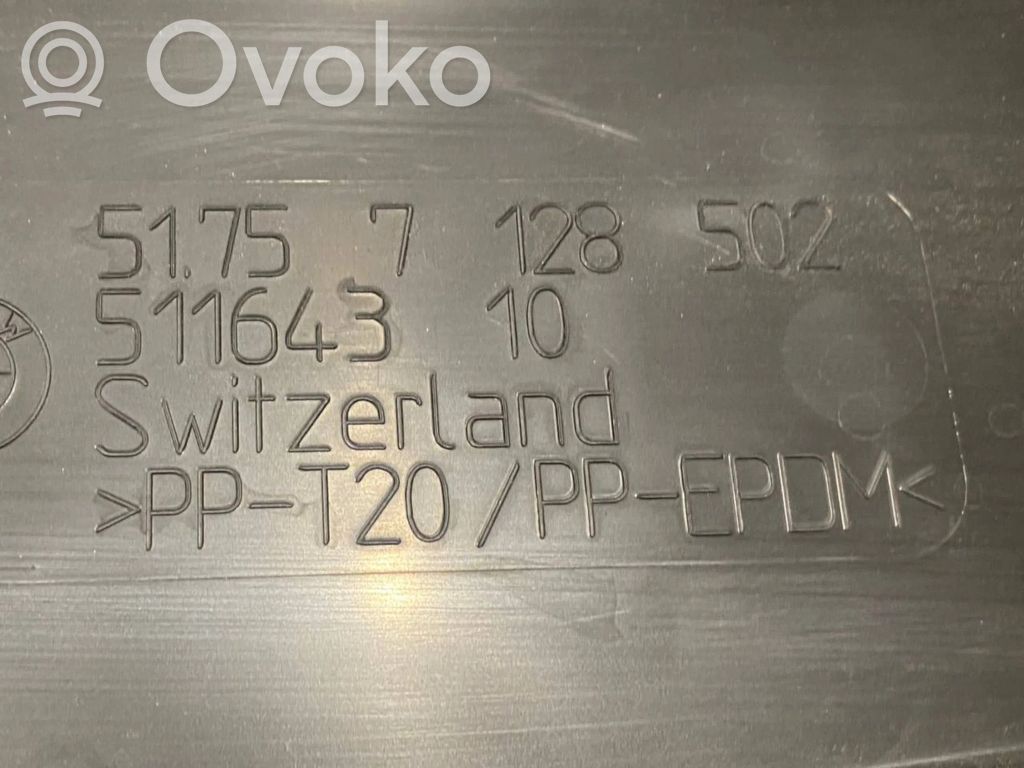 Ovoko®
51.75 7 128 502
511643 10
Switzerland
>PP-T20/PP-EPDM<